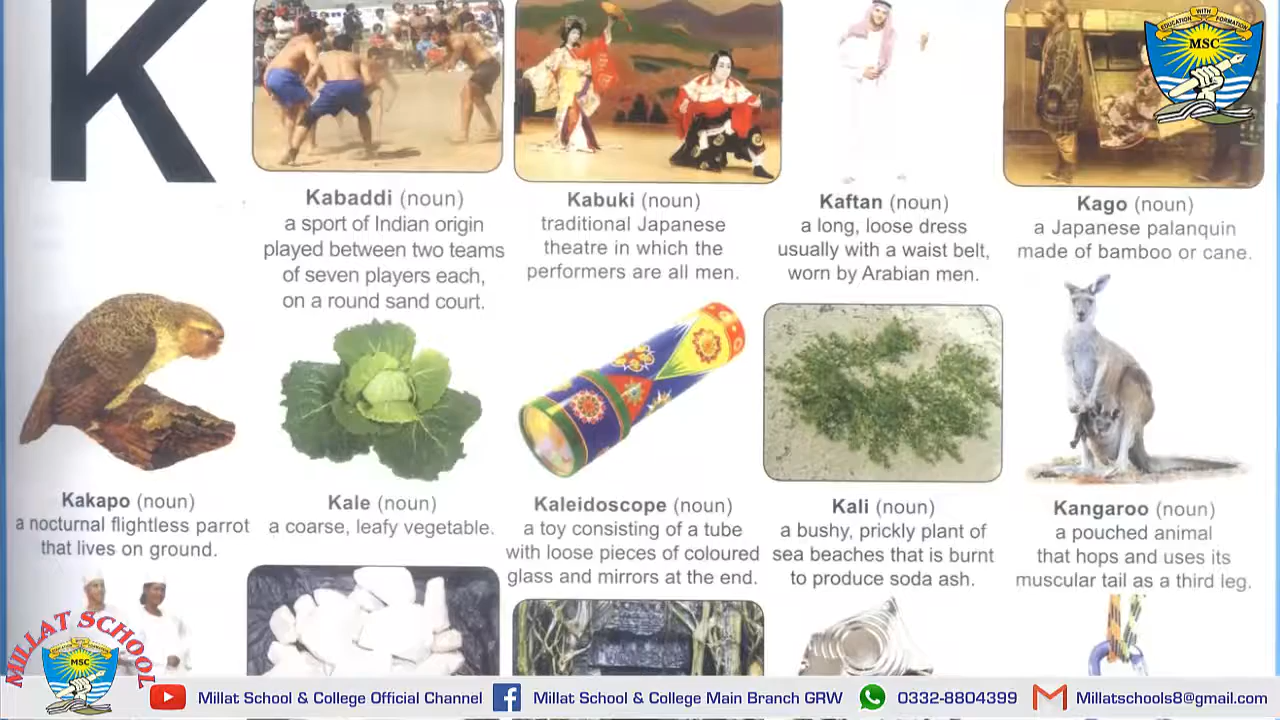 K
EDUCATION WITH FORMATION
MSC
Kabaddi (noun)
a sport of Indian origin
played between two teams
of seven players each,
on a round sand court.
Kabuki (noun)
traditional Japanese
theatre in which the
performers are all men.
Kaftan (noun)
a long, loose dress
usually with a waist belt,
worn by Arabian men.
Kago (noun)
a Japanese palanquin
made of bamboo or cane.
Kakapo (noun)
a nocturnal flightless parrot
that lives on ground.
Kale (noun)
a coarse, leafy vegetable.
Kaleidoscope (noun)
a toy consisting of a tube
with loose pieces of coloured
glass and mirrors at the end.
Kali (noun)
a bushy, prickly plant of
sea beaches that is burnt
to produce soda ash.
Kangaroo (noun)
a pouched animal
that hops and uses its
muscular tail as a third leg.
MILLAT SCHOOL
MSC
Millat School & College Official Channel
Millat School & College Main Branch GRW
0332-8804399
Millatschools8@gmail.com